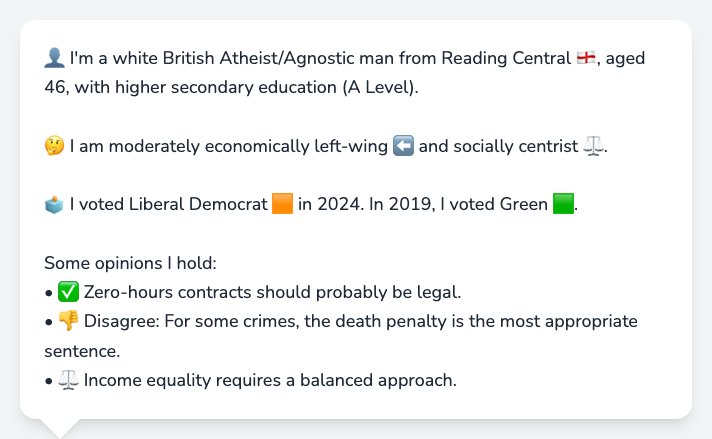 👤 I'm a white British Atheist/Agnostic man from Reading Central 🏴󠁧󠁢󠁥󠁮󠁧󠁿, aged
46, with higher secondary education (A Level).
🤔 I am moderately economically left-wing ⬅️ and socially centrist ⚖️.
🗳️ I voted Liberal Democrat 🟧 in 2024. In 2019, I voted Green 🟩.
Some opinions I hold:
• ✅ Zero-hours contracts should probably be legal.
• 👎 Disagree: For some crimes, the death penalty is the most appropriate
sentence.
• ⚖️ Income equality requires a balanced approach.